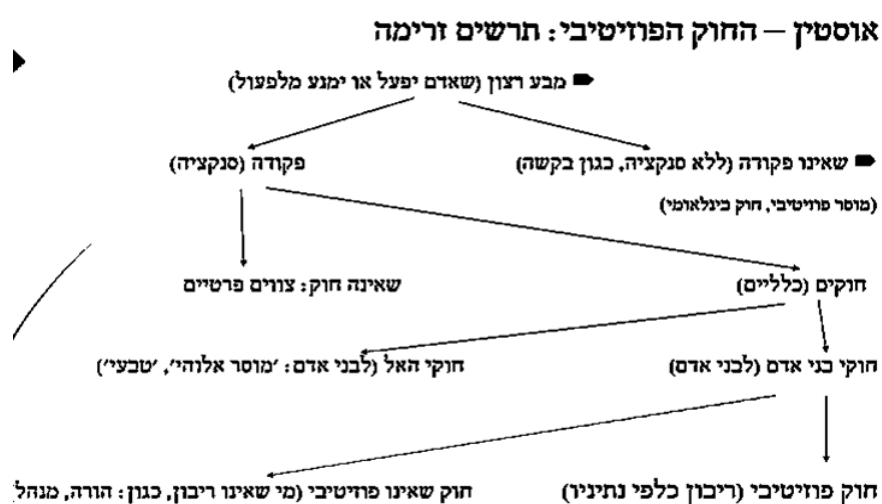 אוסטין – החוק הפוזיטיבי: תרשים זרימה
מבע רצון (שאדם יפעל או ימנע מלפעול)
שאינו פקודה (ללא סנקציה, כגון בקשה)
פקודה (סנקציה)
(מוסר פוזיטיבי, חוק בינלאומי)
חוקים (כלליים)
שאינה חוק: צווים פרטיים
חוקי בני אדם (לבני אדם)
חוקי האל (לבני אדם: 'מוסר אלוהי', 'טבעי')
חוק פוזיטיבי (ריבון כלפי נתיניו)
חוק שאינו פוזיטיבי (מי שאינו ריבון, כגון: הורה, מנהל